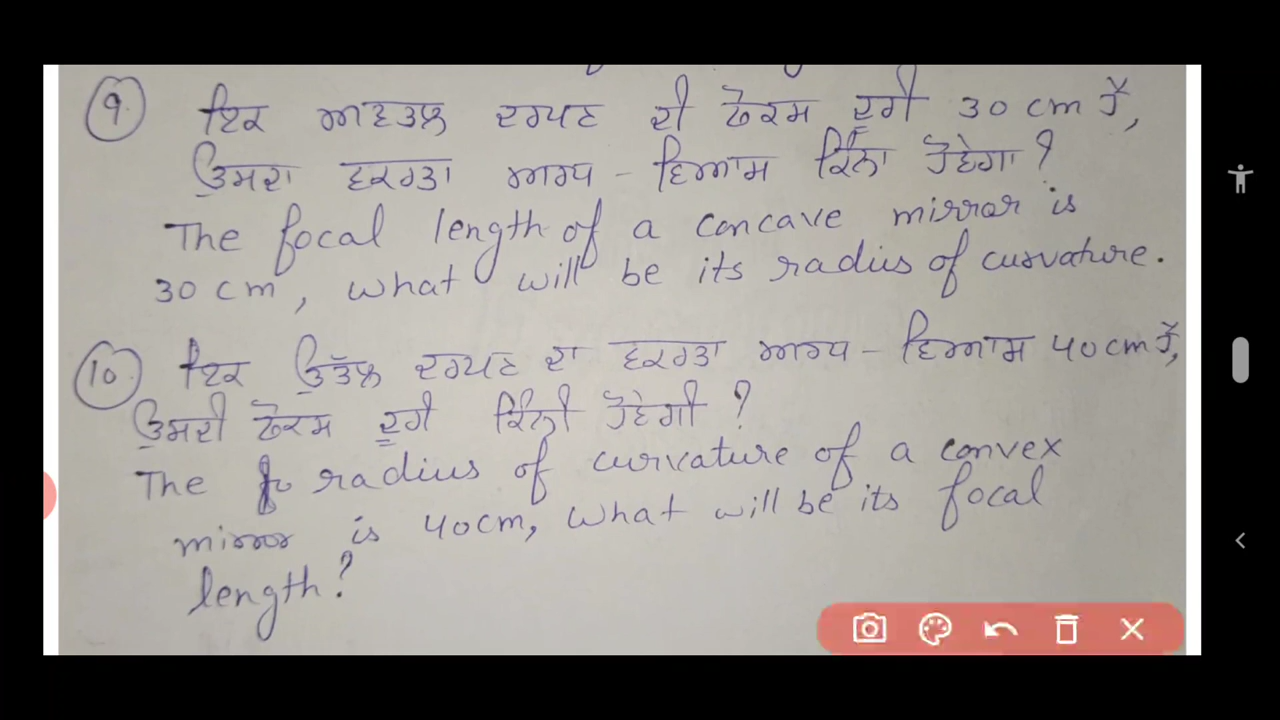 9 ਇਕ ਅਵਤਲ ਦਰਪਣ ਦੀ ਫੋਕਸ ਦੂਰੀ 30 cm ਹੈ,
ਉਸਦਾ ਵਕਰਤਾ ਅਰਧ - ਵਿਆਸ ਕਿੰਨਾ ਹੋਵੇਗਾ ?
The focal length of a concave mirror is
30 cm, what will be its radius of curvature.
10 ਇਕ ਉੱਤਲ ਦਰਪਣ ਦਾ ਵਕਰਤਾ ਅਰਧ - ਵਿਆਸ 40cm ਹੈ,
ਉਸਦੀ ਫੋਕਸ ਦੂਰੀ ਕਿੰਨੀ ਹੋਵੇਗੀ ?
The radius of curvature of a convex
mirror is 40cm, what will be its focal
length?